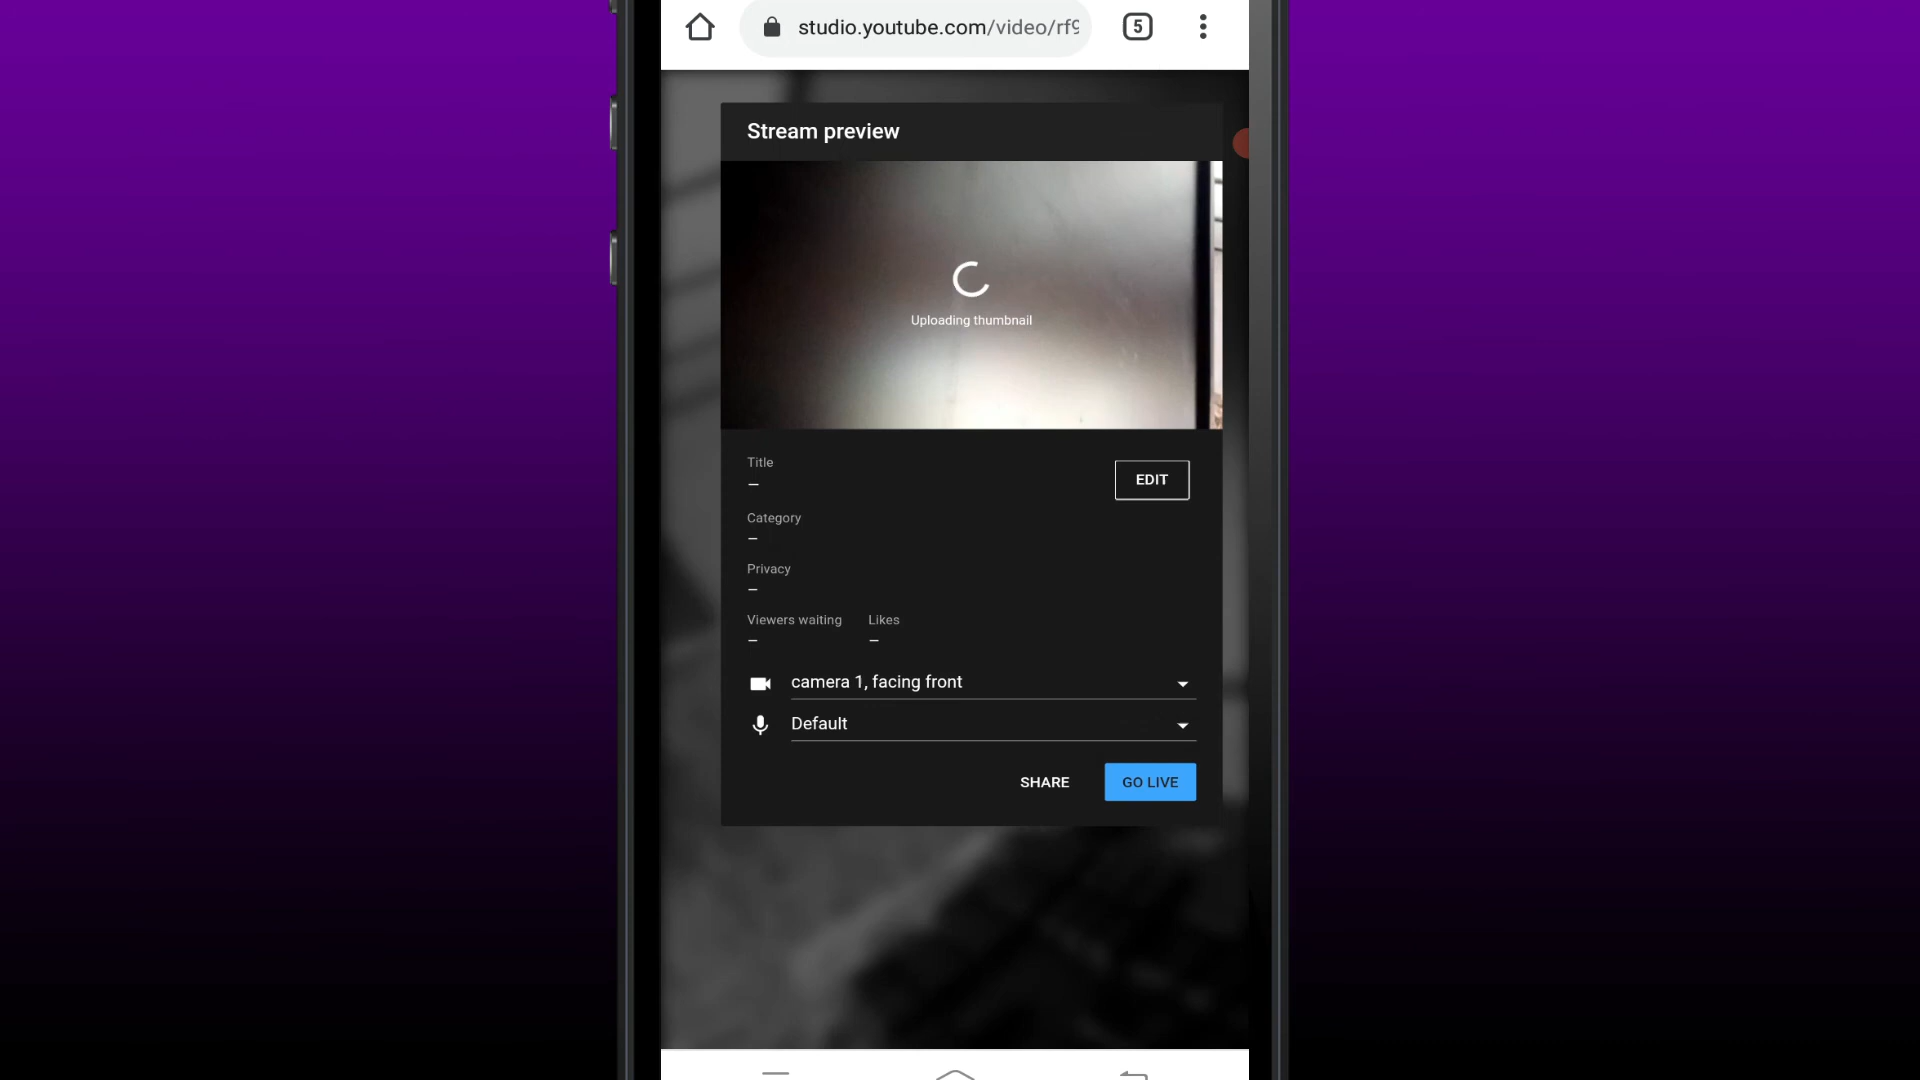 studio.youtube.com/video/rf9
5
Stream preview
Uploading thumbnail
Title
–
EDIT
Category
–
Privacy
–
Viewers waiting Likes
– –
camera 1, facing front
Default
SHARE GO LIVE